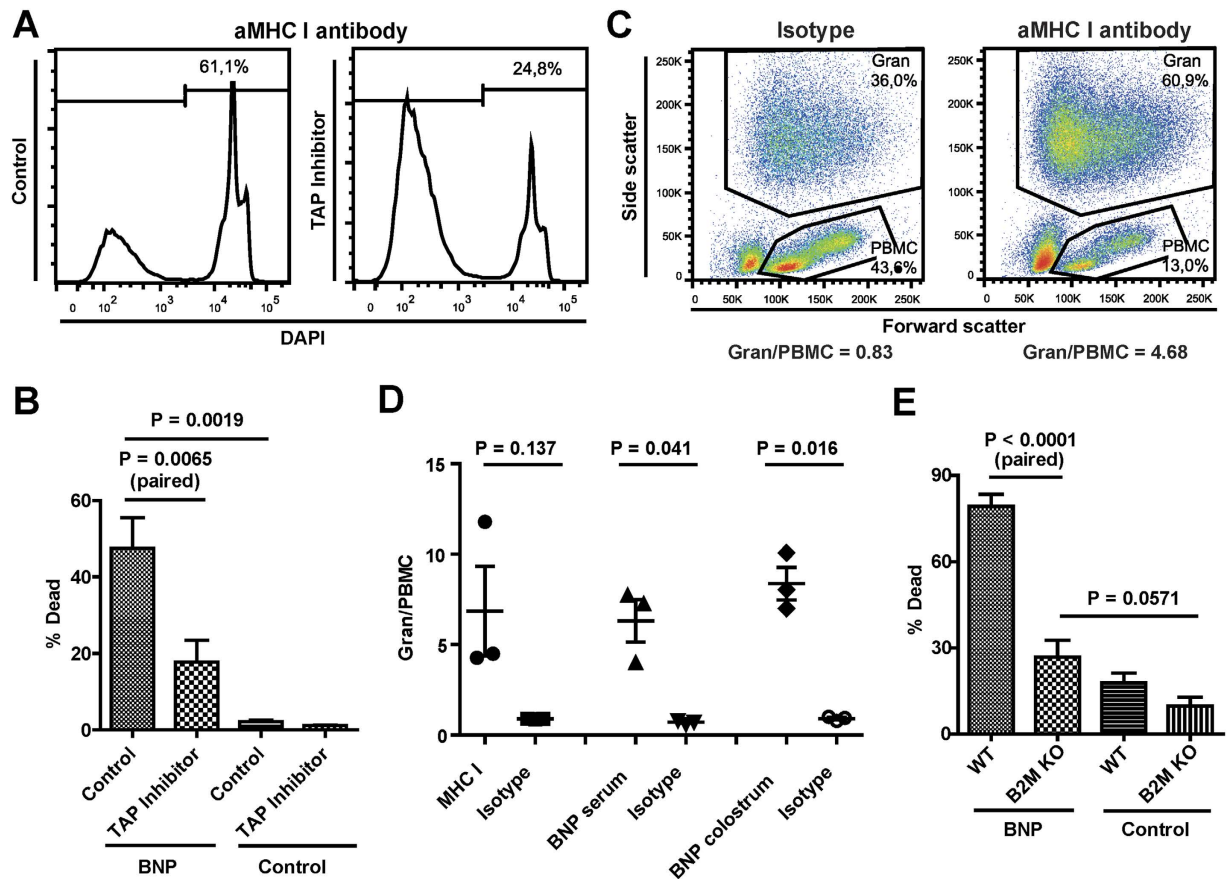 A
aMHC I antibody
Control
61,1%
0 10² 10³ 10⁴ 10⁵
TAP Inhibitor
24,8%
0 10² 10³ 10⁴ 10⁵
DAPI
C
Isotype
aMHC I antibody
Side scatter
250K
200K
150K
100K
50K
0
Gran
36,0%
PBMC
43,6%
0 50K 100K 150K 200K 250K
250K
200K
150K
100K
50K
0
Gran
60,9%
PBMC
13,0%
0 50K 100K 150K 200K 250K
Forward scatter
Gran/PBMC = 0.83
Gran/PBMC = 4.68
B
P = 0.0019
P = 0.0065
(paired)
% Dead
60
40
20
0
Control
TAP Inhibitor
Control
TAP Inhibitor
BNP
Control
D
P = 0.137
P = 0.041
P = 0.016
Gran/PBMC
15
10
5
0
MHC I
Isotype
BNP serum
Isotype
BNP colostrum
Isotype
E
P < 0.0001
(paired)
P = 0.0571
% Dead
90
60
30
0
WT
B2M KO
WT
B2M KO
BNP
Control